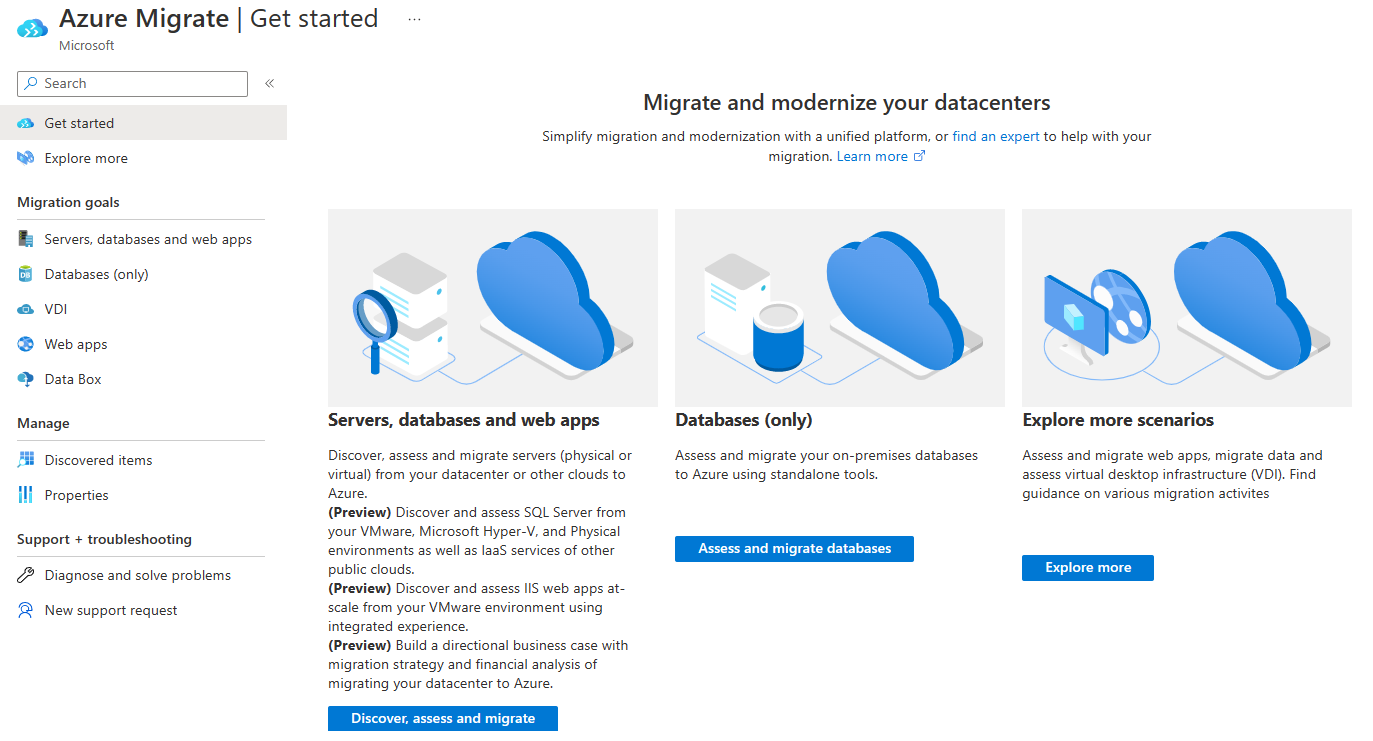 Azure Migrate | Get started ...
Microsoft
Search «
Get started
Explore more
Migration goals
Servers, databases and web apps
Databases (only)
VDI
Web apps
Data Box
Manage
Discovered items
Properties
Support + troubleshooting
Diagnose and solve problems
New support request
Migrate and modernize your datacenters
Simplify migration and modernization with a unified platform, or find an expert to help with your
migration. Learn more
Servers, databases and web apps
Discover, assess and migrate servers (physical or
virtual) from your datacenter or other clouds to
Azure.
(Preview) Discover and assess SQL Server from
your VMware, Microsoft Hyper-V, and Physical
environments as well as IaaS services of other
public clouds.
(Preview) Discover and assess IIS web apps at-
scale from your VMware environment using
integrated experience.
(Preview) Build a directional business case with
migration strategy and financial analysis of
migrating your datacenter to Azure.
Discover, assess and migrate
Databases (only)
Assess and migrate your on-premises databases
to Azure using standalone tools.
Assess and migrate databases
Explore more scenarios
Assess and migrate web apps, migrate data and
assess virtual desktop infrastructure (VDI). Find
guidance on various migration activites
Explore more